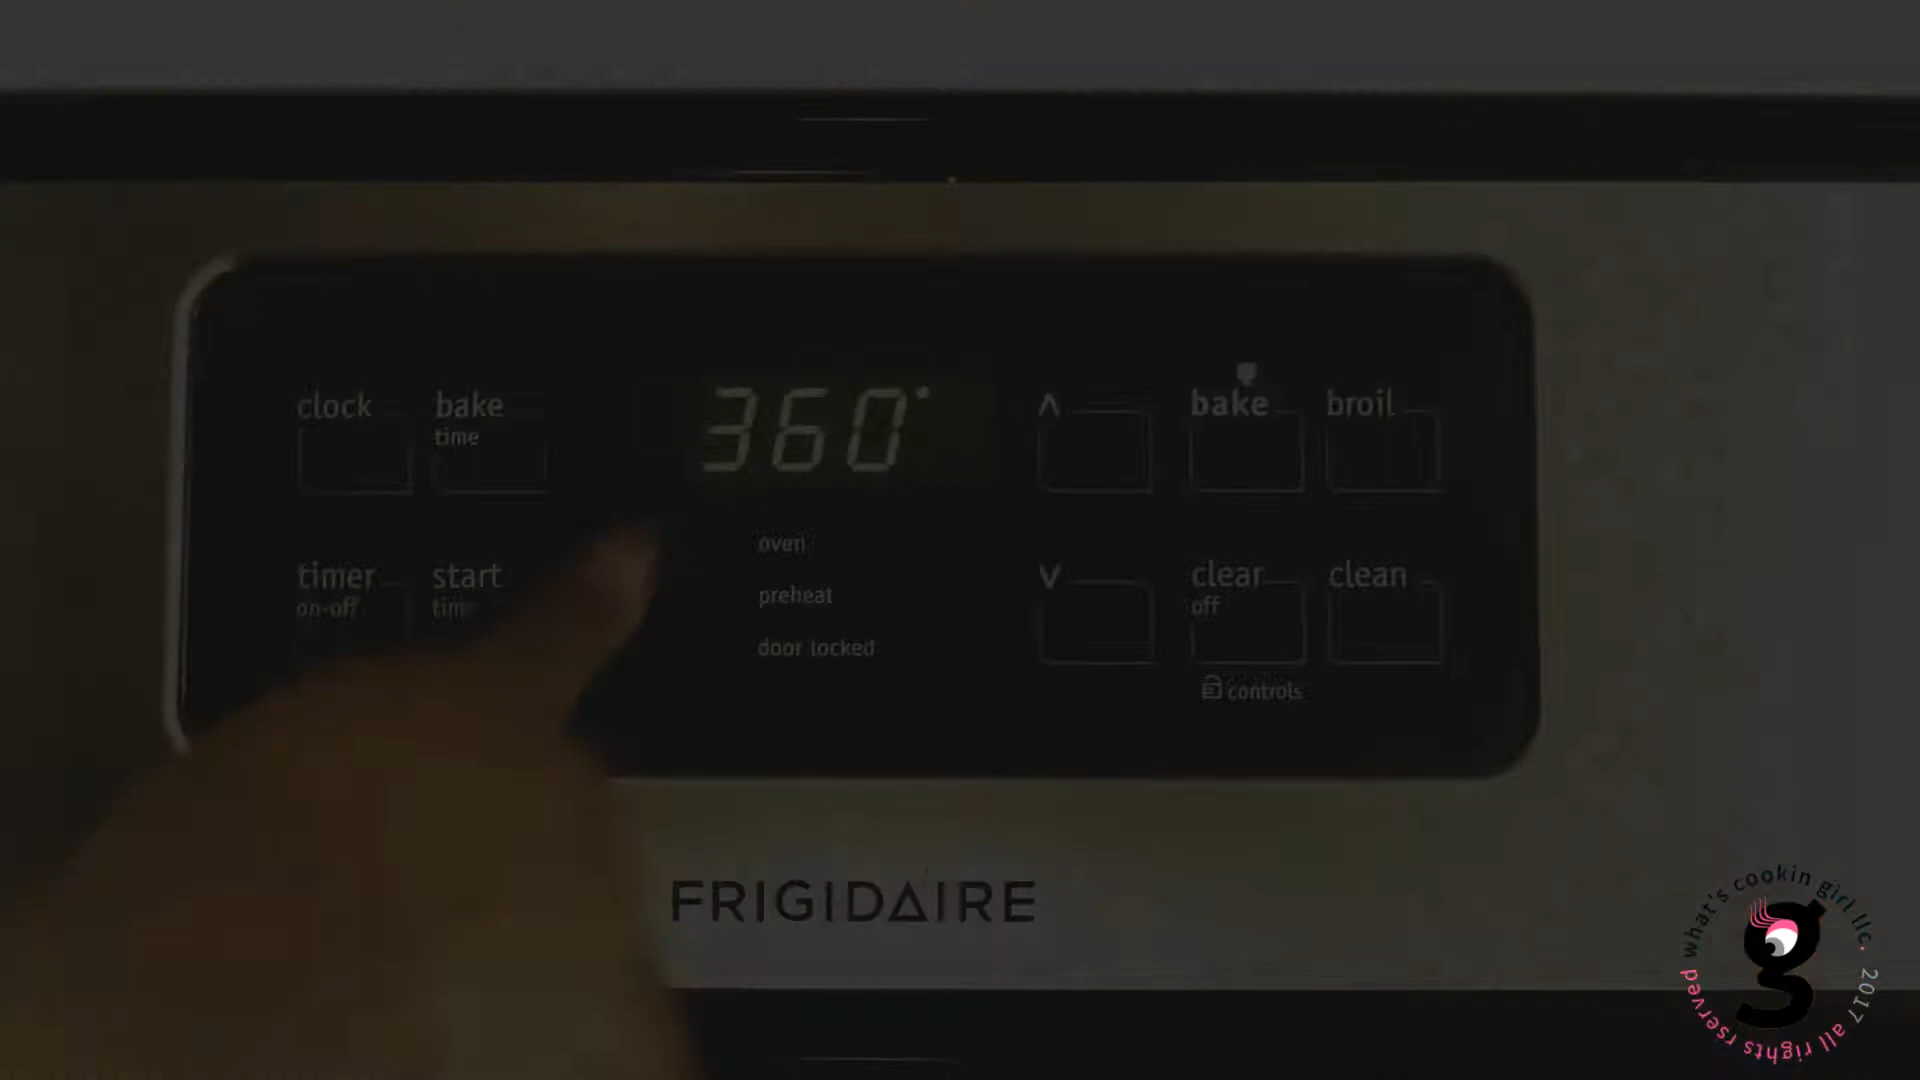 clock
bake
time
360°
^
bake
broil
oven
timer
on-off
start
time
preheat
v
clear
off
clean
door locked
controls
FRIGIDAIRE
what's cookin girl llc. 2017 all rights rserved
g